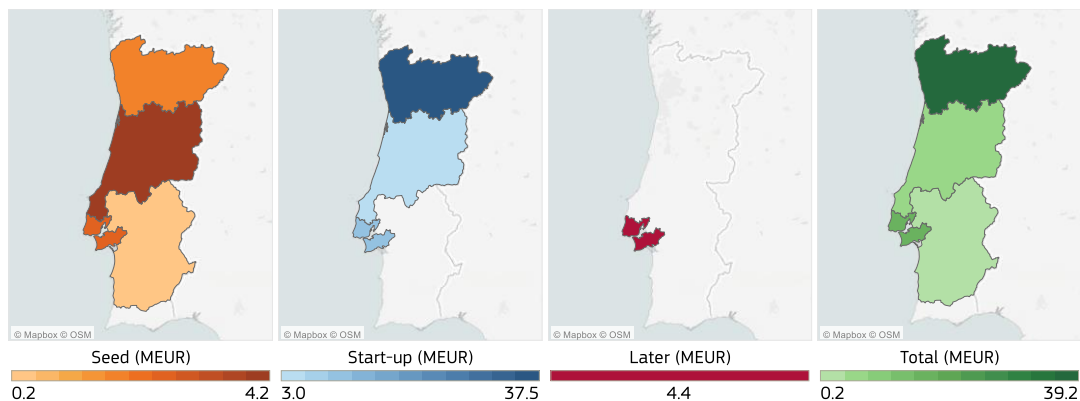 © Mapbox © OSM
© Mapbox © OSM
© Mapbox © OSM
© Mapbox © OSM
Seed (MEUR)
Start-up (MEUR)
Later (MEUR)
Total (MEUR)
0.2 4.2
3.0 37.5
4.4
0.2 39.2